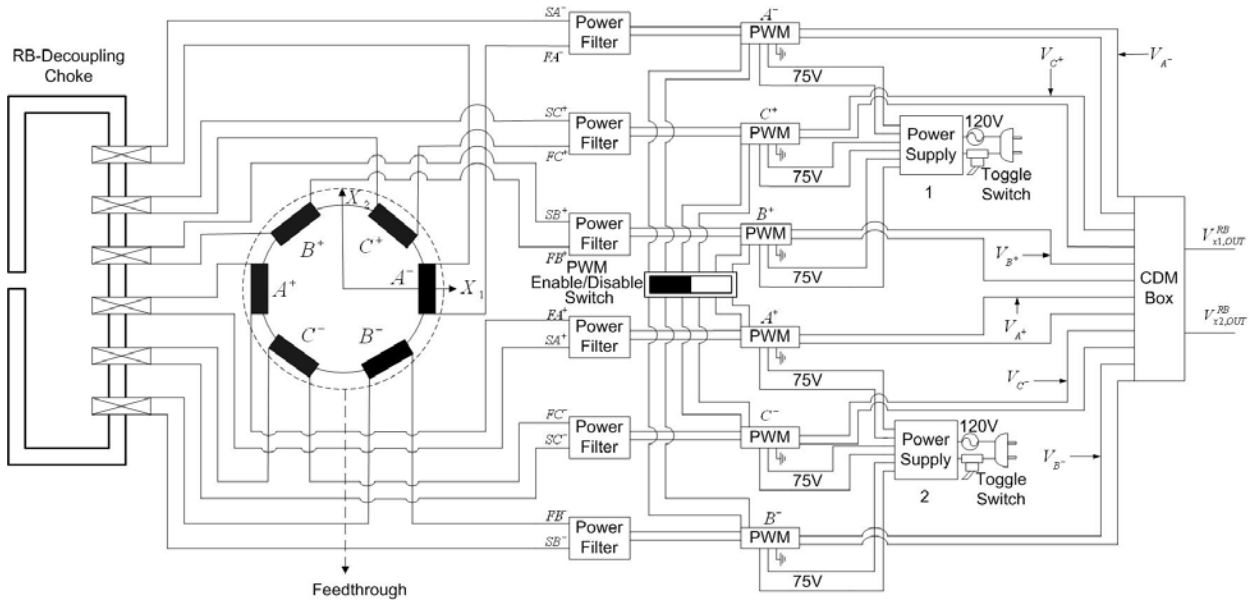 SA⁻
Power
Filter
A⁻
PWM
V_C⁺
V_A⁻
RB-Decoupling
Choke
FA⁻
75V
SC⁺
Power
Filter
C⁺
PWM
120V
Power
Supply
Toggle
Switch
1
FC⁺
75V
X₂
B⁺
C⁺
SB⁺
Power
Filter
B⁺
PWM
V_B⁺
V^RB_x1,OUT
FB⁺
PWM
Enable/Disable
Switch
75V
A⁺
A⁻
X₁
CDM
Box
FA⁺
SA⁺
Power
Filter
A⁺
PWM
V_A⁺
V^RB_x2,OUT
C⁻
B⁻
75V
V_C⁻
FC⁻
SC⁻
Power
Filter
C⁻
PWM
120V
Power
Supply
Toggle
Switch
2
V_B⁻
75V
FB⁻
SB⁻
Power
Filter
B⁻
PWM
75V
Feedthrough